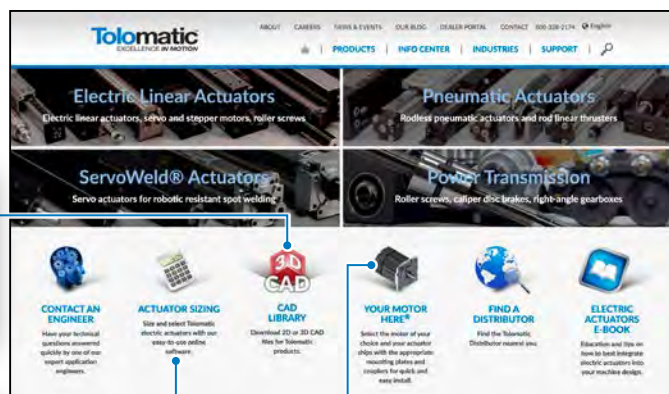 Tolomatic
EXCELLENCE IN MOTION
ABOUT CAREERS NEWS & EVENTS OUR BLOG DEALER PORTAL CONTACT 800-328-2174 English
PRODUCTS | INFO CENTER | INDUSTRIES | SUPPORT |
Electric Linear Actuators
Electric linear actuators, servo and stepper motors, roller screws
Pneumatic Actuators
Rodless pneumatic actuators and rod linear thrusters
ServoWeld® Actuators
Servo actuators for robotic resistant spot welding
Power Transmission
Roller screws, caliper disc brakes, right-angle gearboxes
CONTACT AN
ENGINEER
Have your technical
questions answered
quickly by one of our
expert application
engineers.
ACTUATOR SIZING
Size and select Tolomatic
electric actuators with our
easy-to-use online
software.
3-D
CAD
CAD
LIBRARY
Download 2D or 3D CAD
files for Tolomatic
products.
YOUR MOTOR
HERE®
Select the motor of your
choice and your actuator
ships with the appropriate
mounting plates and
couplers for quick and
easy install.
FIND A
DISTRIBUTOR
Find the Tolomatic
Distributor nearest you.
ELECTRIC
ACTUATORS
E-BOOK
Education and tips on
how to best integrate
electric actuators into
your machine design.